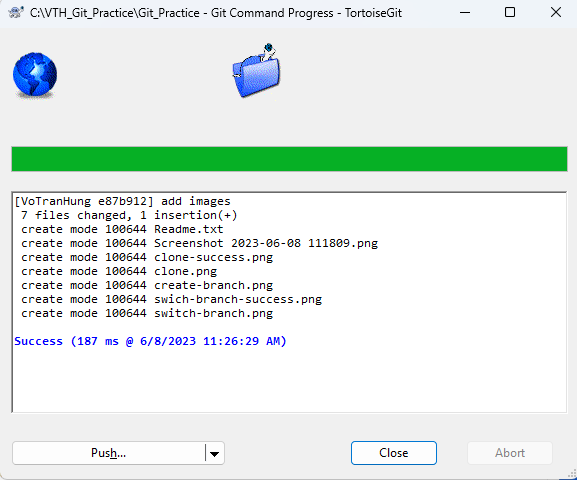 C:\VTH_Git_Practice\Git_Practice - Git Command Progress - TortoiseGit
[VoTranHung e87b912] add images
 7 files changed, 1 insertion(+)
 create mode 100644 Readme.txt
 create mode 100644 Screenshot 2023-06-08 111809.png
 create mode 100644 clone-success.png
 create mode 100644 clone.png
 create mode 100644 create-branch.png
 create mode 100644 swich-branch-success.png
 create mode 100644 switch-branch.png
Success (187 ms @ 6/8/2023 11:26:29 AM)
Push... Close Abort